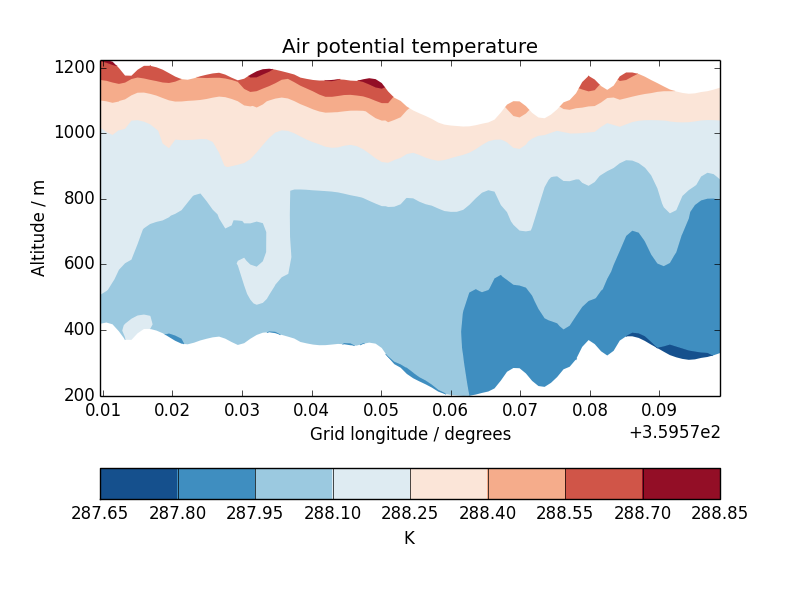 Air potential temperature
Altitude / m
1200
1000
800
600
400
200
0.01 0.02 0.03 0.04 0.05 0.06 0.07 0.08 0.09
Grid longitude / degrees
+3.5957e2
287.65 287.80 287.95 288.10 288.25 288.40 288.55 288.70 288.85
K